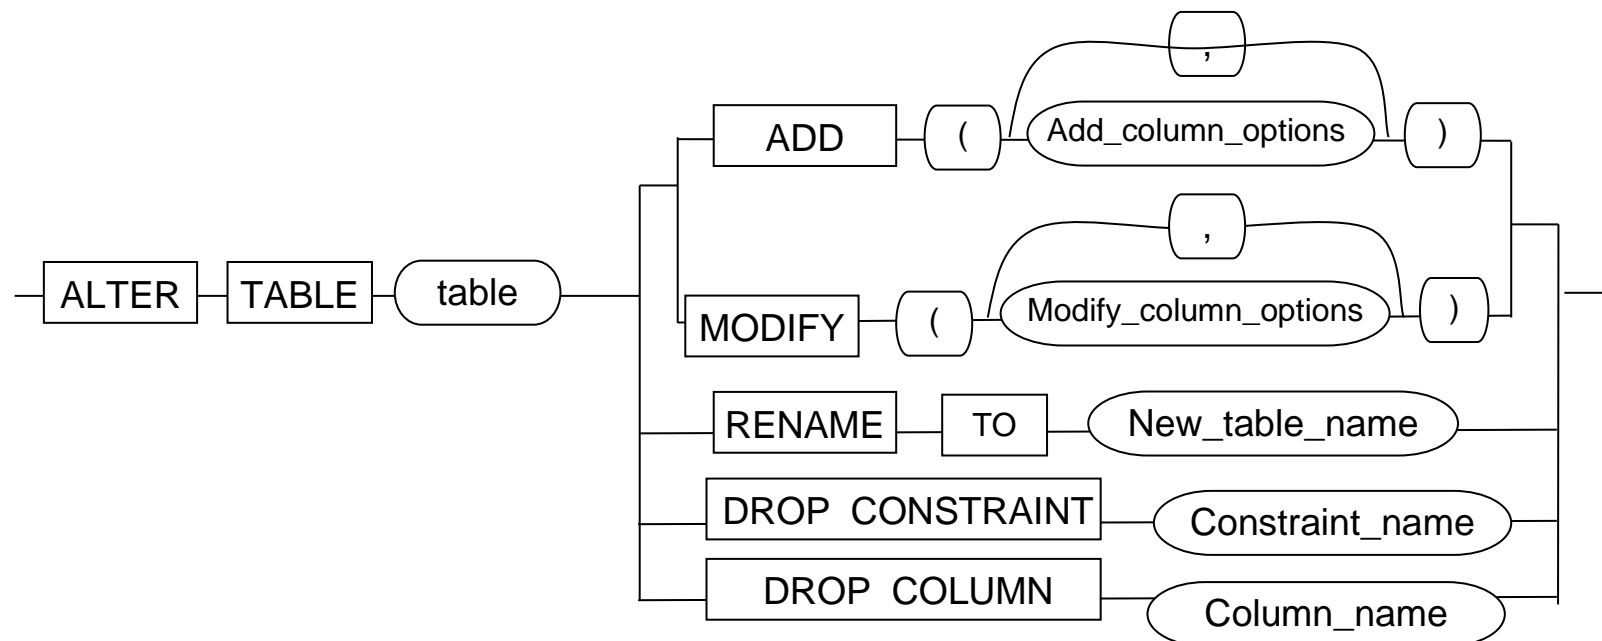 ,
ADD ( Add_column_options )
,
ALTER TABLE table
MODIFY ( Modify_column_options )
RENAME TO New_table_name
DROP CONSTRAINT Constraint_name
DROP COLUMN Column_name